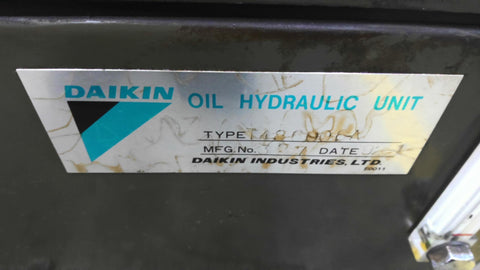 DAIKIN
OIL HYDRAULIC UNIT
TYPE
MFG. No. DATE
DAIKIN INDUSTRIES, LTD.